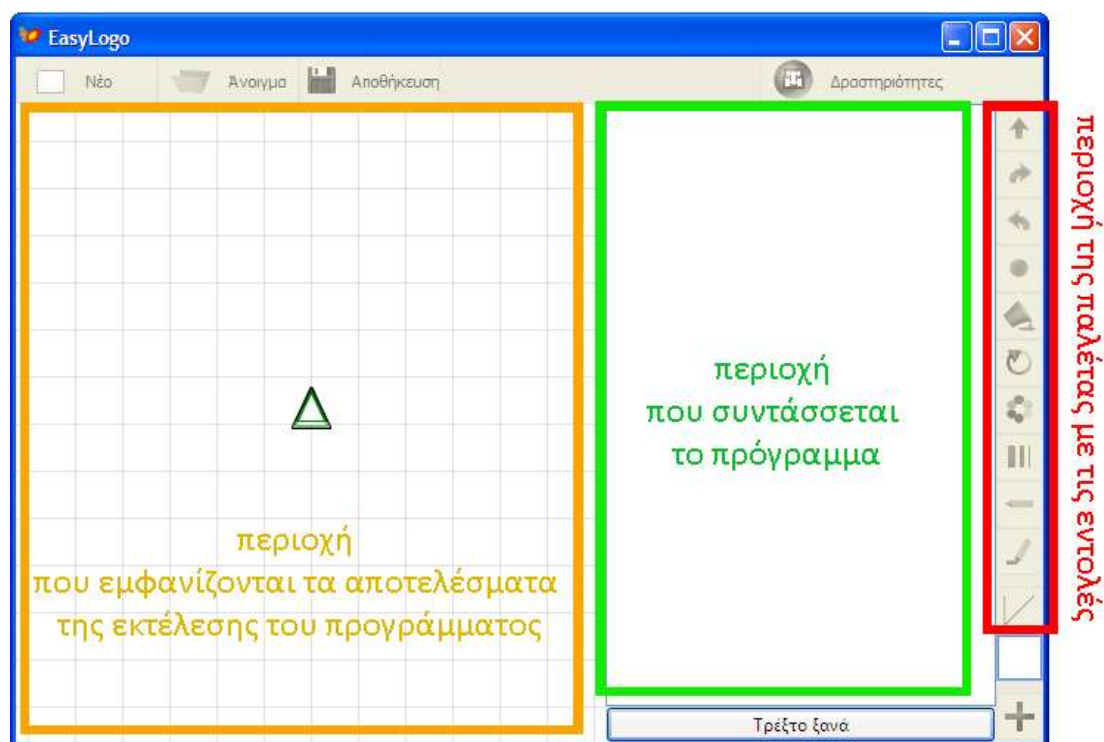 EasyLogo
Νέο
Άνοιγμα
Αποθήκευση
Δραστηριότητες
περιοχή της παλέτας με τις εντολές
περιοχή
που συντάσσεται
το πρόγραμμα
περιοχή
που εμφανίζονται τα αποτελέσματα
της εκτέλεσης του προγράμματος
Τρέξτο ξανά